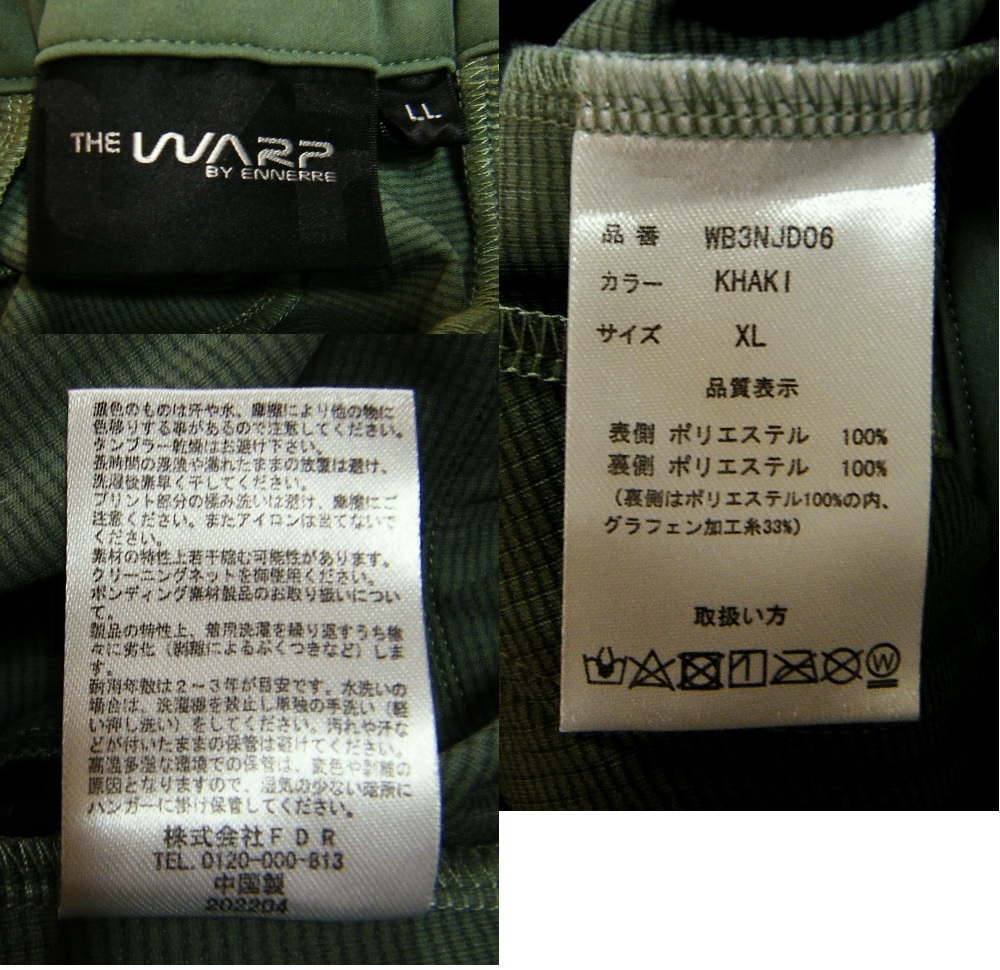 THE WARP
BY ENNERRE
LL
濃色のものは汗や水、摩擦により他の物に
色移りする事があるので注意してください。
タンブラー乾燥はお避け下さい。
長時間の浸漬や濡れたままの放置は避け、
洗濯後素早く干してください。
プリント部分の揉み洗いは避け、摩擦にご
注意ください。またアイロンは当てないで
ください。
素材の特性上若干縮む可能性があります。
クリーニングネットを御使用ください。
ボンディング素材製品のお取り扱いについ
て。
製品の特性上、着用洗濯を繰り返すうち徐
々に劣化（剥離によるぶくつきなど）しま
す。
耐用年数は２～３年が目安です。水洗いの
場合は、洗濯機を禁止し単独の手洗い（軽
い押し洗い）をしてください。汚れや汗な
どが付いたままの保管は避けてください。
高温多湿な環境での保管は、変色や剥離の
原因となりますので、湿気の少ない場所に
ハンガーに掛け保管してください。
株式会社ＦＤＲ
TEL. 0120-000-813
中国製
202204
品番 WB3NJD06
カラー KHAKI
サイズ XL
品質表示
表側 ポリエステル 100%
裏側 ポリエステル 100%
（裏側はポリエステル100%の内、
グラフェン加工糸33%）
取扱い方
W